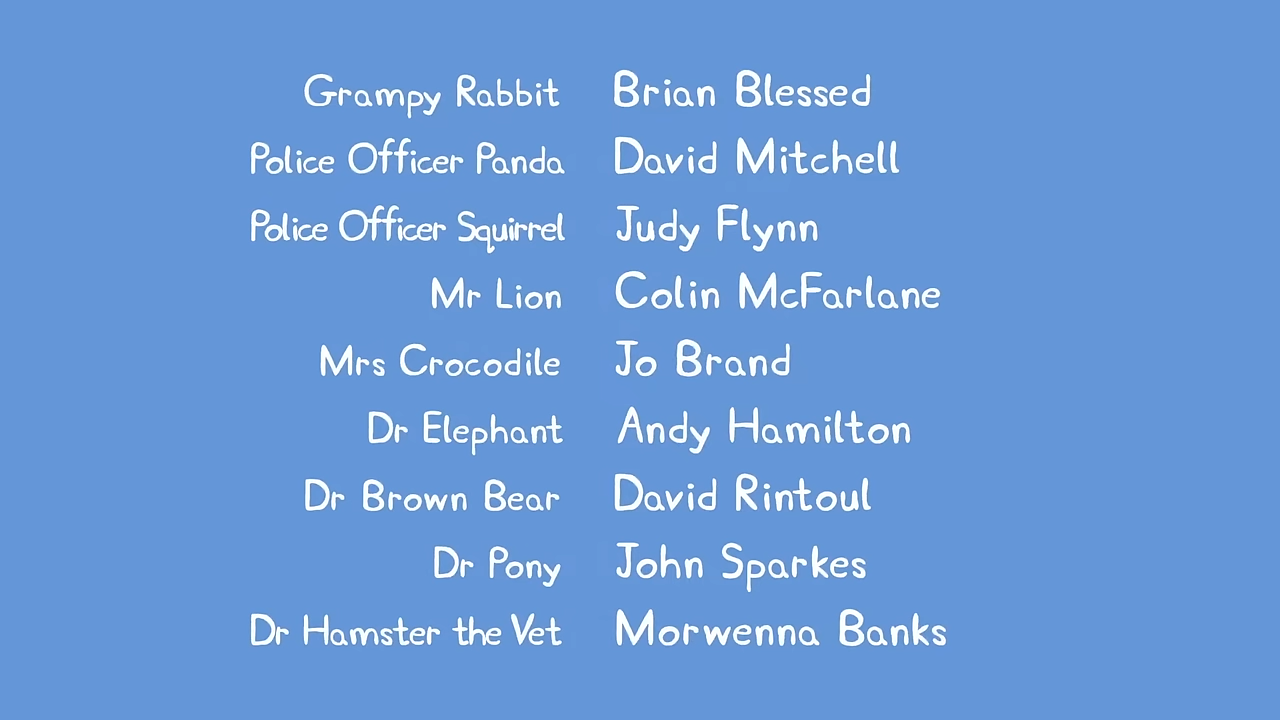 Grampy Rabbit Brian Blessed
Police Officer Panda David Mitchell
Police Officer Squirrel Judy Flynn
Mr Lion Colin McFarlane
Mrs Crocodile Jo Brand
Dr Elephant Andy Hamilton
Dr Brown Bear David Rintoul
Dr Pony John Sparkes
Dr Hamster the Vet Morwenna Banks